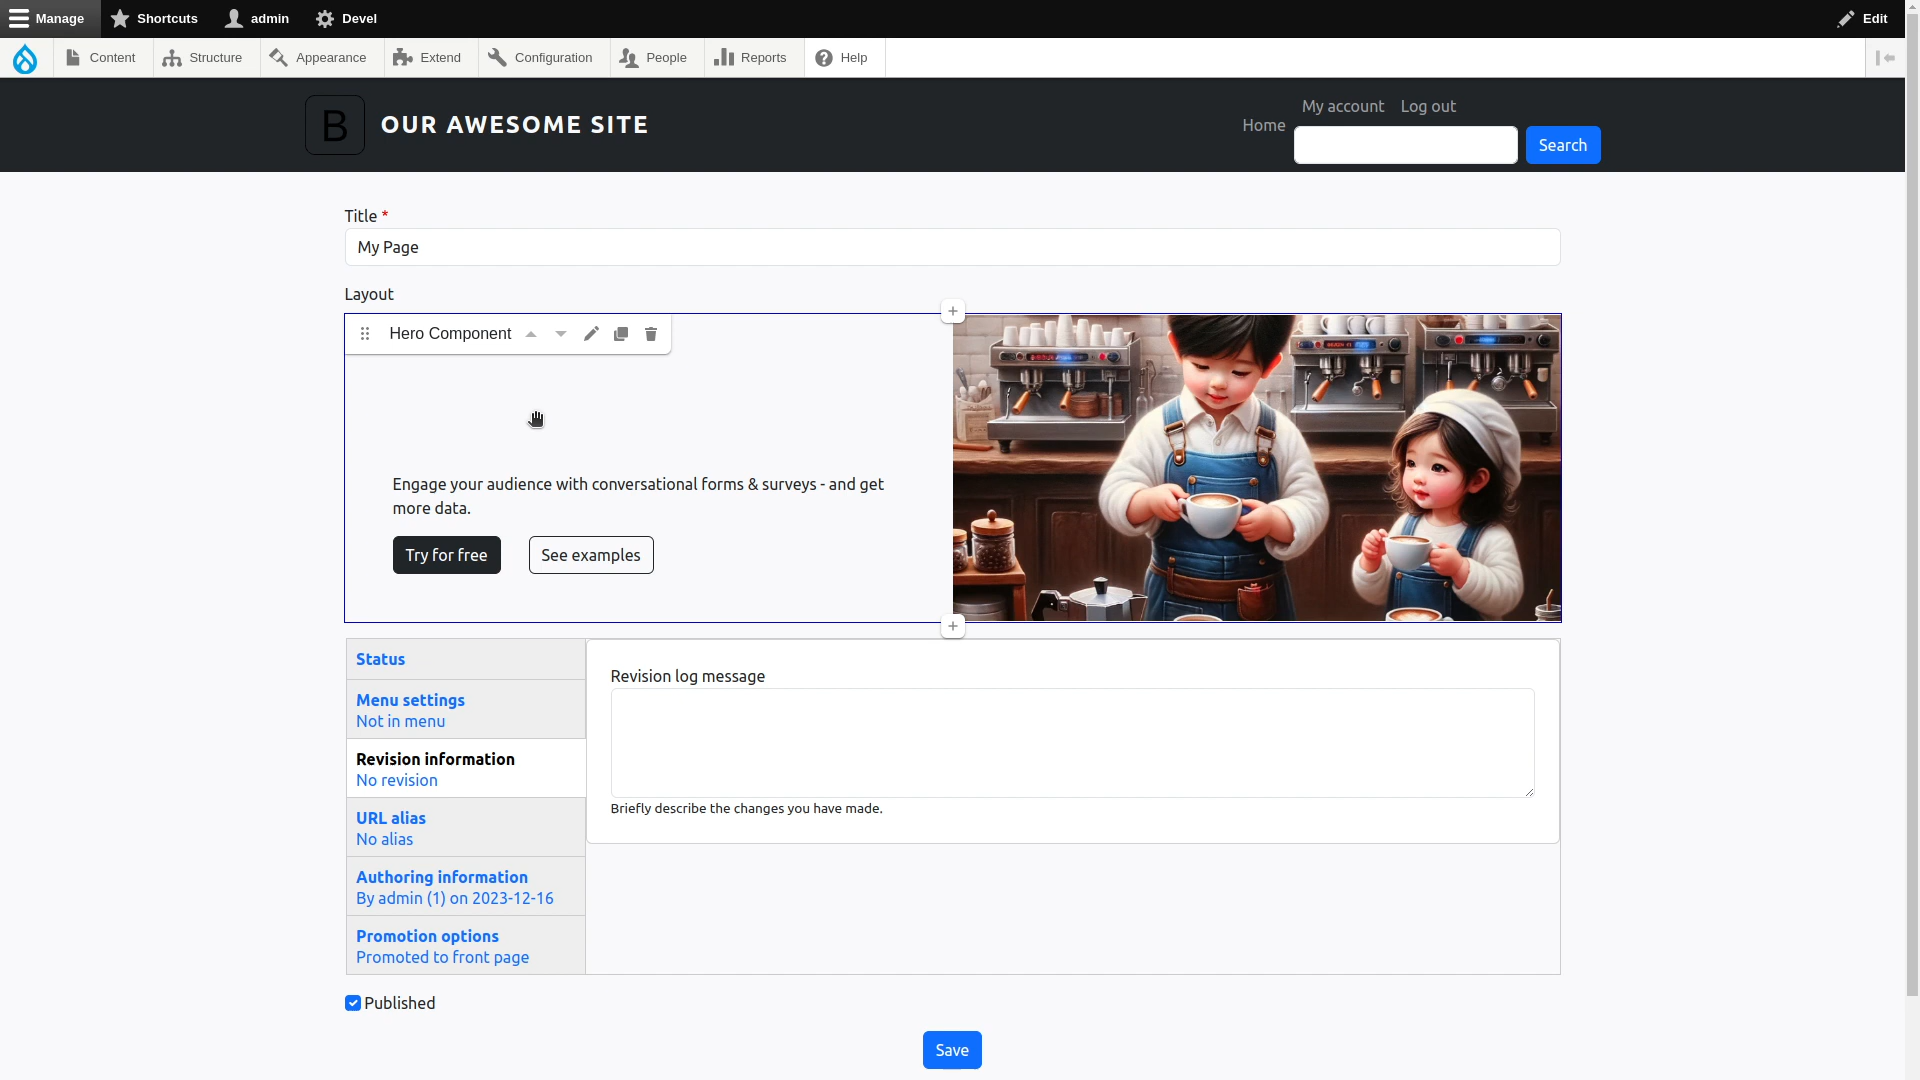 Manage
Shortcuts
admin
Devel
Edit
Content
Structure
Appearance
Extend
Configuration
People
Reports
Help
B
OUR AWESOME SITE
Home
My account
Log out
Search
Title *
My Page
Layout
Hero Component
Engage your audience with conversational forms & surveys - and get
more data.
Try for free
See examples
Status
Menu settings
Not in menu
Revision information
No revision
URL alias
No alias
Authoring information
By admin (1) on 2023-12-16
Promotion options
Promoted to front page
Revision log message
Briefly describe the changes you have made.
Published
Save